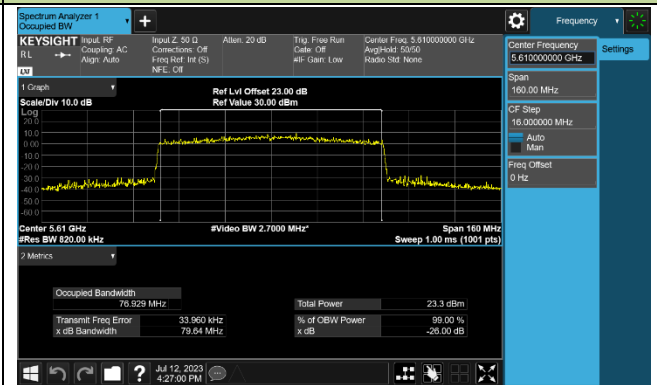 Spectrum Analyzer 1
Occupied BW
Frequency
KEYSIGHT
RL
LXI
Input: RF
Coupling: AC
Align: Auto
Input Z: 50 Ω
Corrections: Off
Freq Ref: Int (S)
NFE: Off
Atten: 20 dB
Trig: Free Run
Gate: Off
#IF Gain: Low
Center Freq: 5.610000000 GHz
Avg|Hold: 50/50
Radio Std: None
Center Frequency
5.610000000 GHz
Settings
Span
160.00 MHz
CF Step
16.000000 MHz
Auto
Man
Freq Offset
0 Hz
1 Graph
Scale/Div 10.0 dB
Ref Lvl Offset 23.00 dB
Ref Value 30.00 dBm
Log
20.0
10.0
0.00
-10.0
-20.0
-30.0
-40.0
-50.0
-60.0
Center 5.61 GHz
#Res BW 820.00 kHz
#Video BW 2.7000 MHz*
Span 160 MHz
Sweep 1.00 ms (1001 pts)
2 Metrics
Occupied Bandwidth
76.929 MHz
Total Power 23.3 dBm
Transmit Freq Error 33.960 kHz
% of OBW Power 99.00 %
x dB Bandwidth 79.64 MHz
x dB -26.00 dB
?
Jul 12, 2023
4:27:00 PM